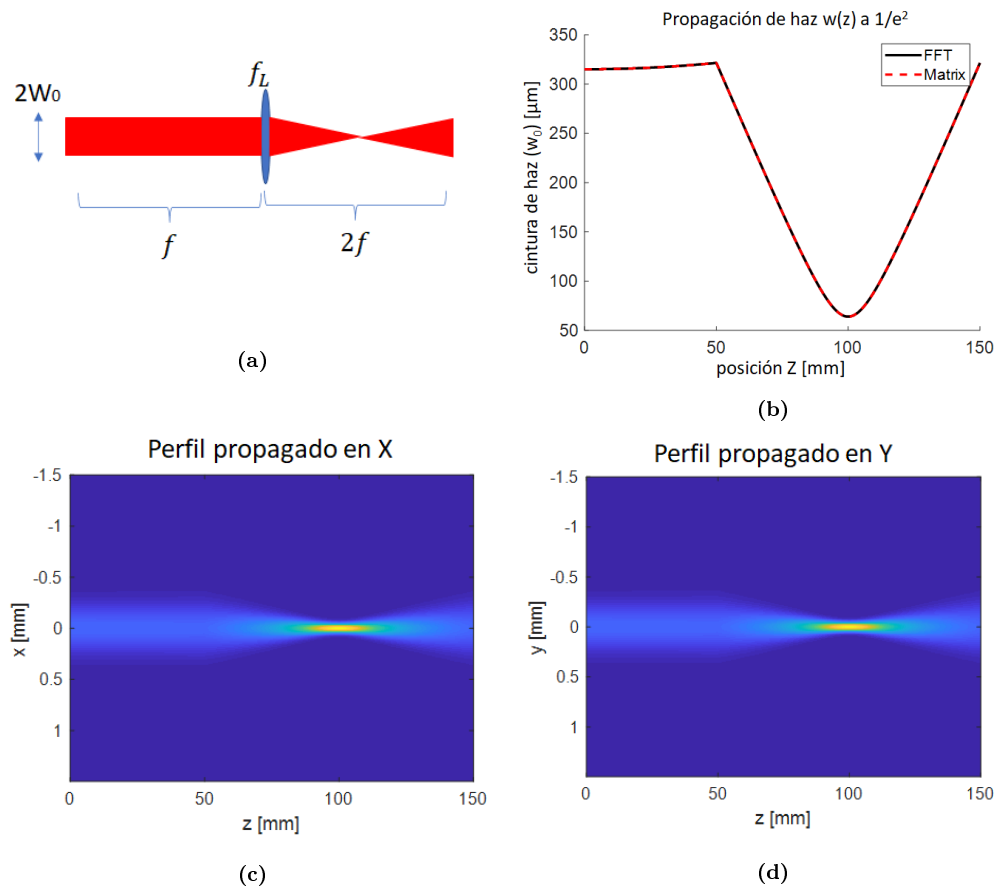 2W₀
f_L
f
2f
(a)
Propagación de haz w(z) a 1/e²
350
300
250
200
150
100
50
0
50
100
150
cintura de haz (w₀) [µm]
posición Z [mm]
FFT
Matrix
(b)
Perfil propagado en X
-1.5
-1
-0.5
0
0.5
1
0
50
100
150
x [mm]
z [mm]
(c)
Perfil propagado en Y
-1.5
-1
-0.5
0
0.5
1
0
50
100
150
y [mm]
z [mm]
(d)